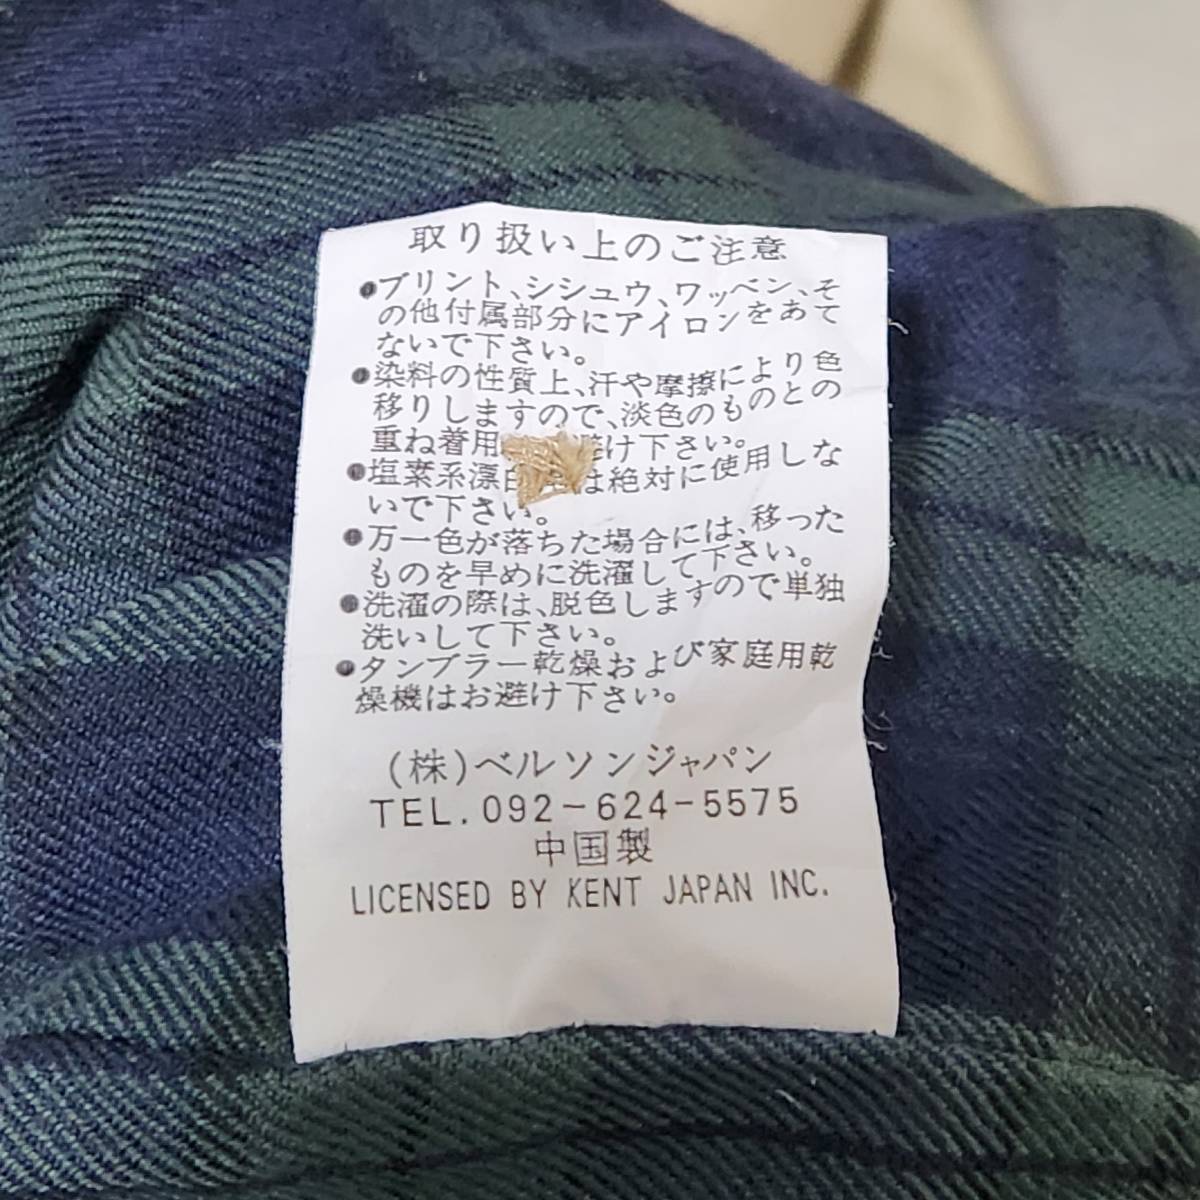 取り扱い上のご注意
●プリント、シシュウ、ワッペン、そ
の他付属部分にアイロンをあて
ないで下さい。
●染料の性質上、汗や摩擦により色
移りしますので、淡色のものとの
重ね着用 け下さい。
●塩素系漂 は絶対に使用しな
いで下さい。
●万一色が落ちた場合には、移った
ものを早めに洗濯して下さい。
●洗濯の際は、脱色しますので単独
洗いして下さい。
●タンブラー乾燥および家庭用乾
燥機はお避け下さい。
(株)ベルソンジャパン
TEL.092-624-5575
中国製
LICENSED BY KENT JAPAN INC.